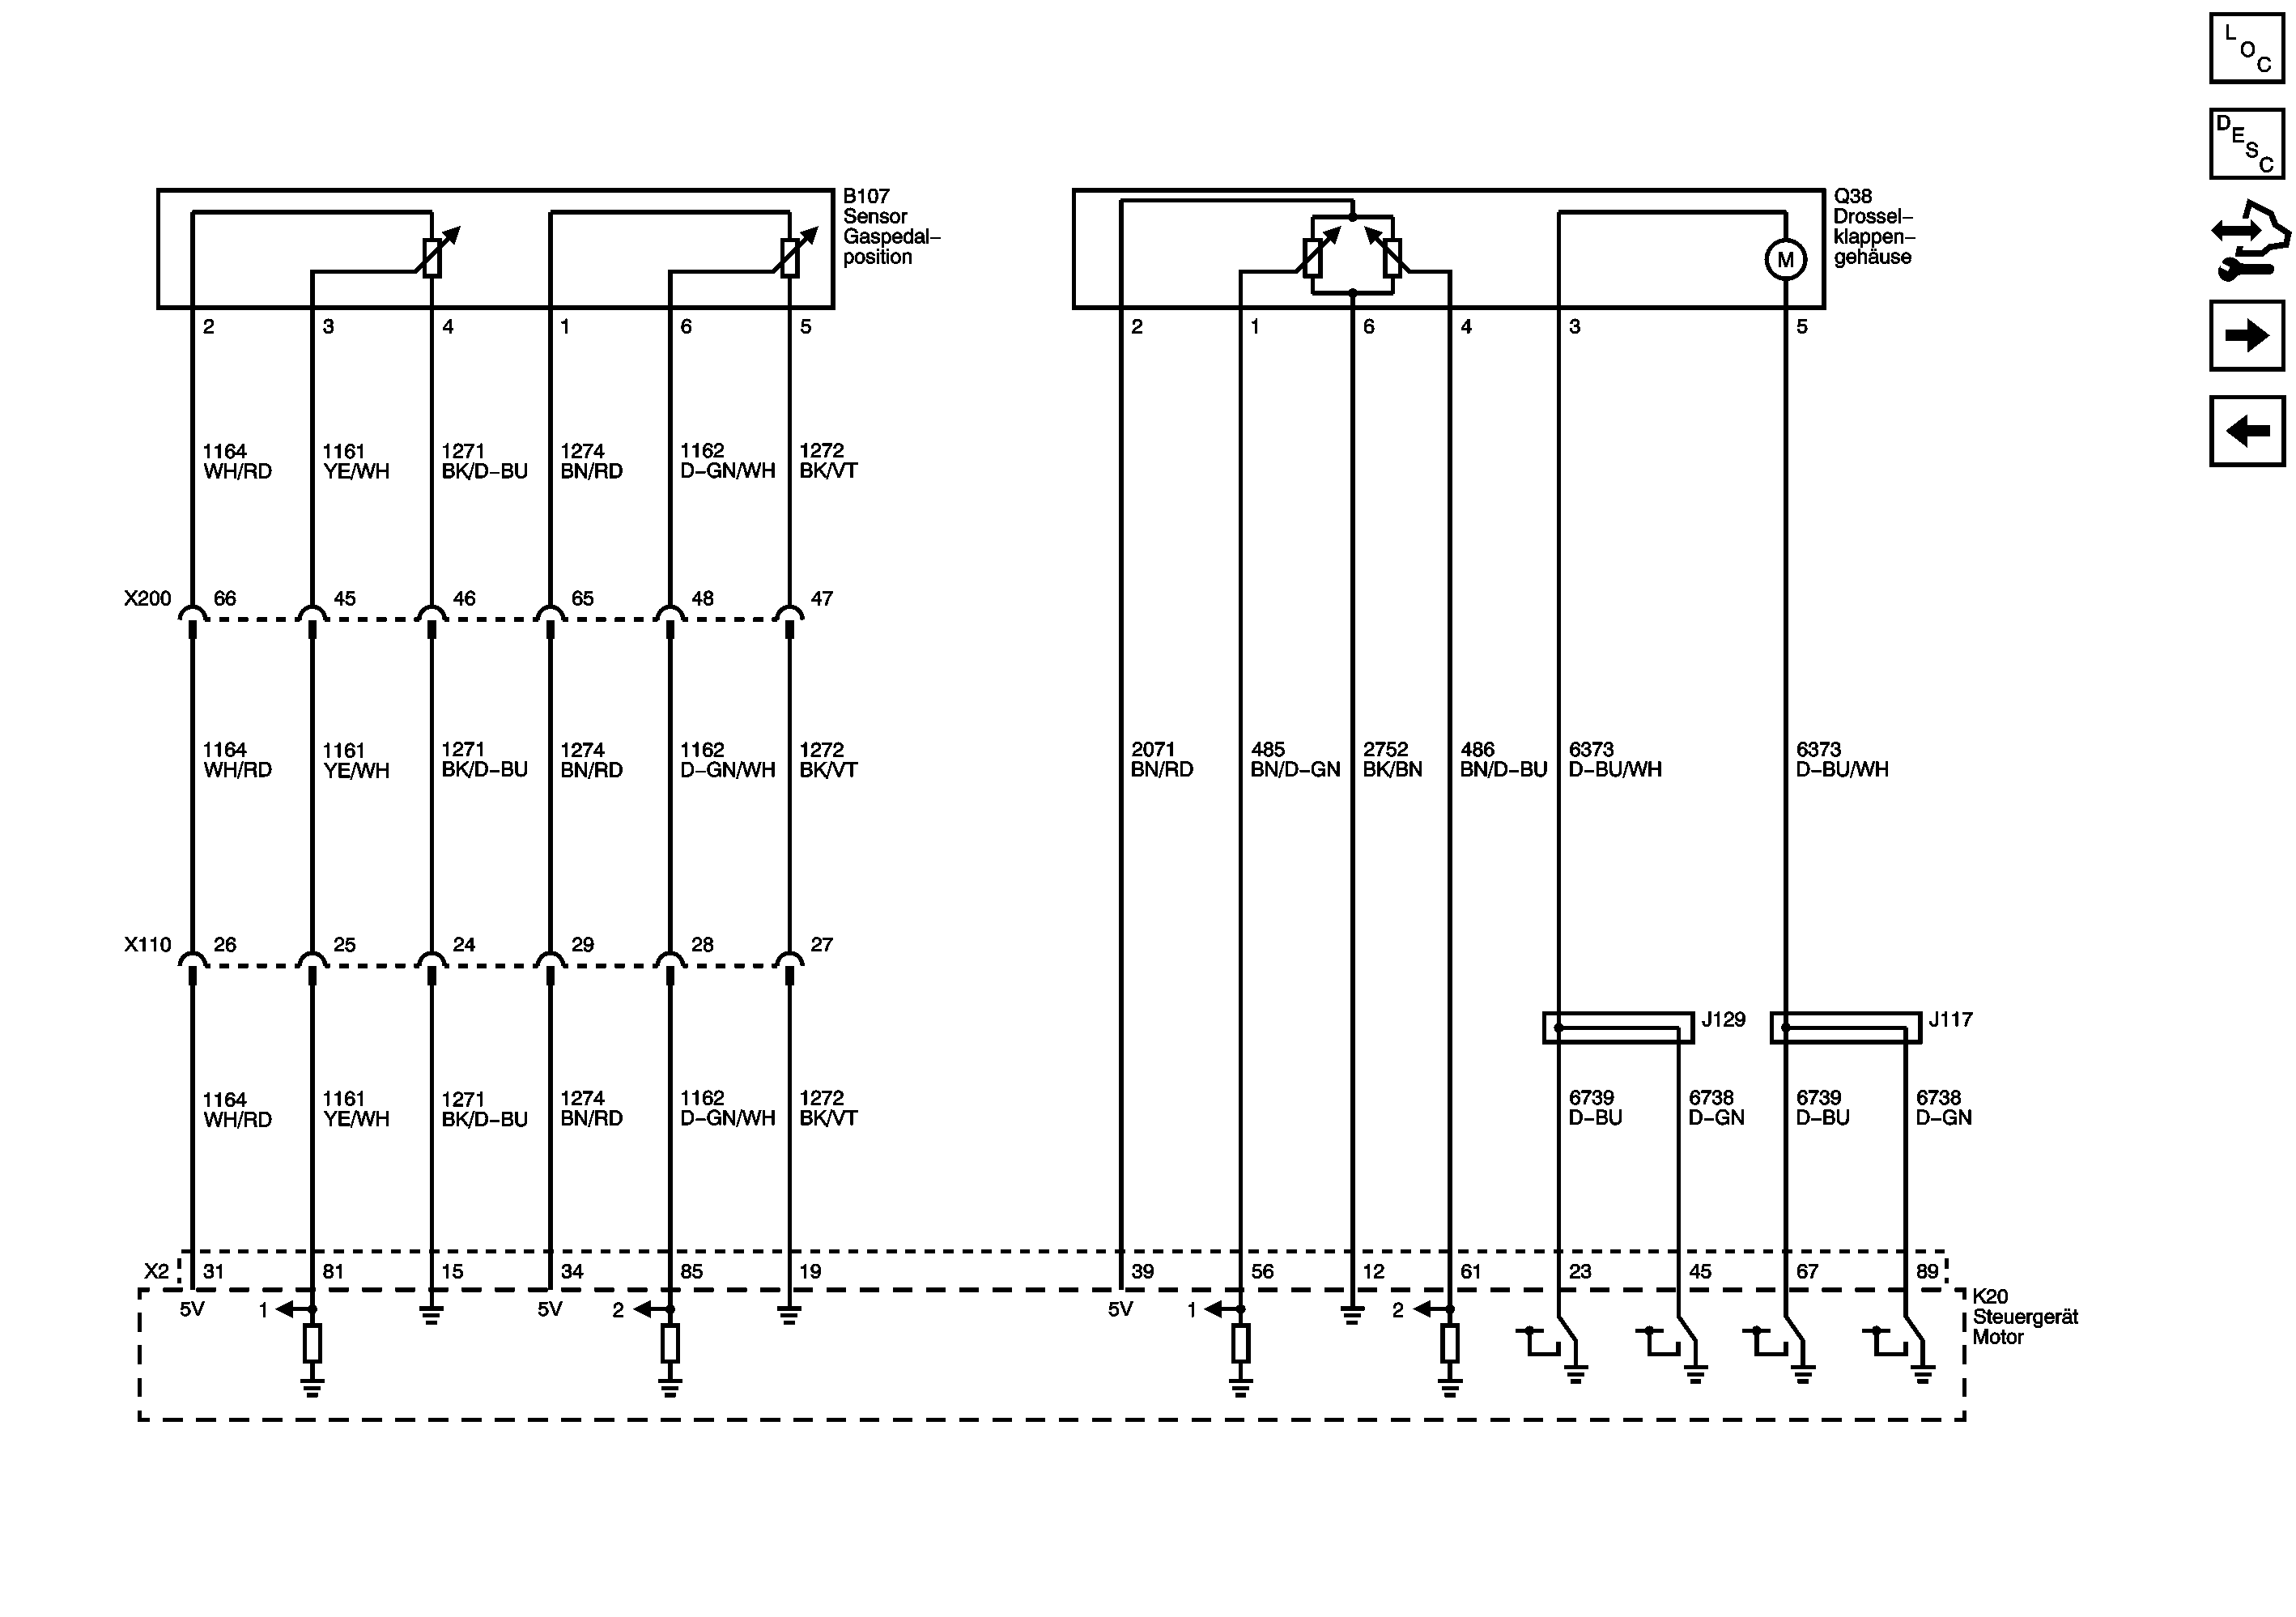 L
O
C
D
E
S
C
B107
Sensor
Gaspedal–
position
Q38
Drossel–
klappen–
gehäuse
M
2 3 4 1 6 5
2 1 6 4 3 5
1164 1161 1271 1274 1162 1272
WH/RD YE/WH BK/D–BU BN/RD D–GN/WH BK/VT
X200 66 45 46 65 48 47
1164 1161 1271 1274 1162 1272
WH/RD YE/WH BK/D–BU BN/RD D–GN/WH BK/VT
2071 485 2752 486 6373 6373
BN/RD BN/D–GN BK/BN BN/D–BU D–BU/WH D–BU/WH
X110 26 25 24 29 28 27
J129 J117
1164 1161 1271 1274 1162 1272
WH/RD YE/WH BK/D–BU BN/RD D–GN/WH BK/VT
6739 6738 6739 6738
D–BU D–GN D–BU D–GN
X2 31 81 15 34 85 19 39 56 12 61 23 45 67 89
5V 1 5V 2 5V 1 2
K20
Steuergerät
Motor